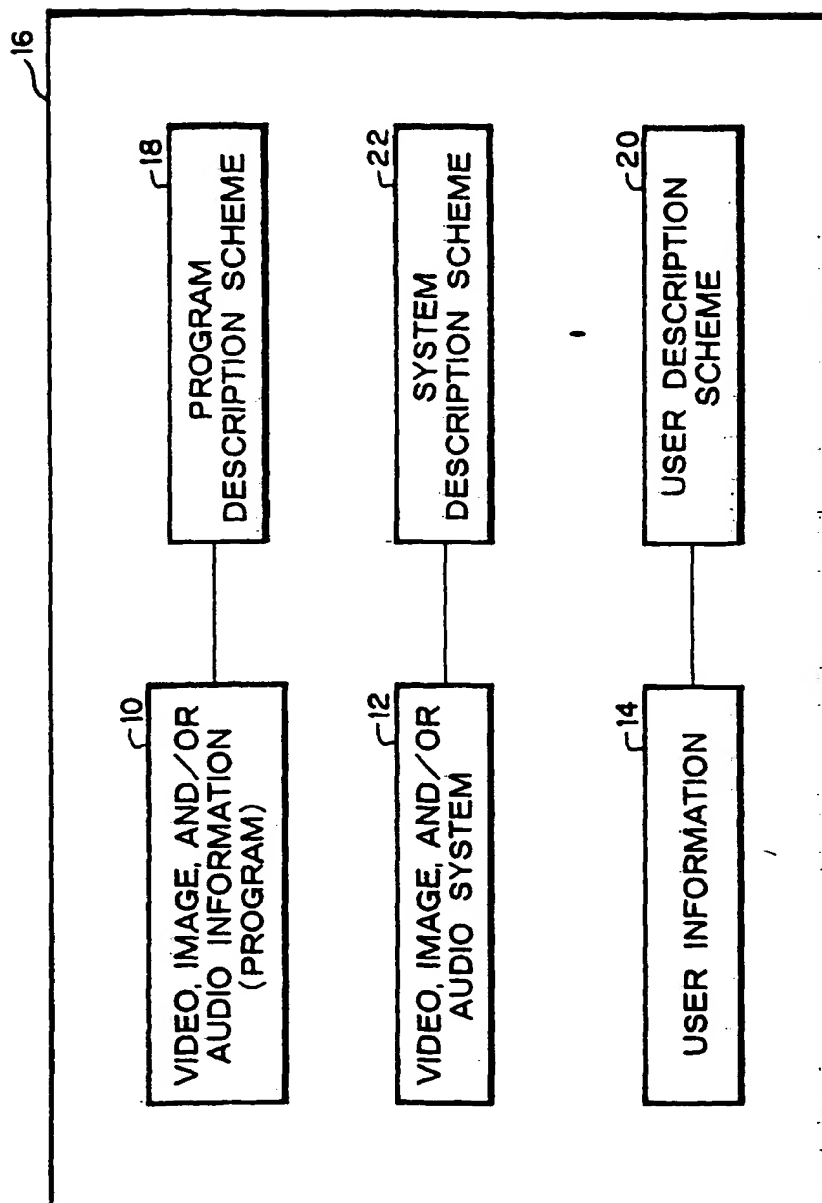 16
10
VIDEO, IMAGE, AND/OR
AUDIO INFORMATION
(PROGRAM)
18
PROGRAM
DESCRIPTION SCHEME
12
VIDEO, IMAGE, AND/OR
AUDIO SYSTEM
22
SYSTEM
DESCRIPTION SCHEME
14
USER INFORMATION
20
USER DESCRIPTION
SCHEME